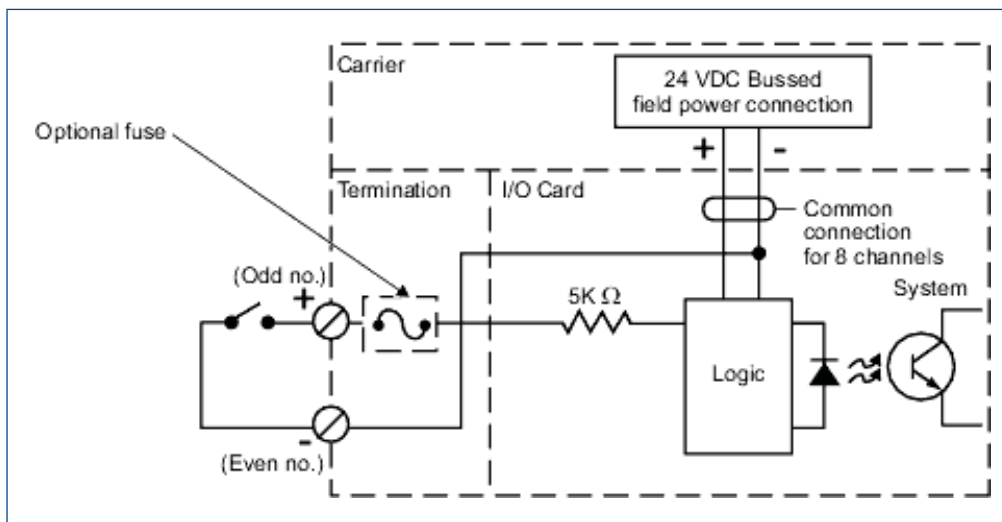 Carrier
24 VDC Bussed
field power connection
Optional fuse
+ -
Termination
I/O Card
Common
connection
for 8 channels
(Odd no.)
+
5K Ω
System
Logic
-
(Even no.)